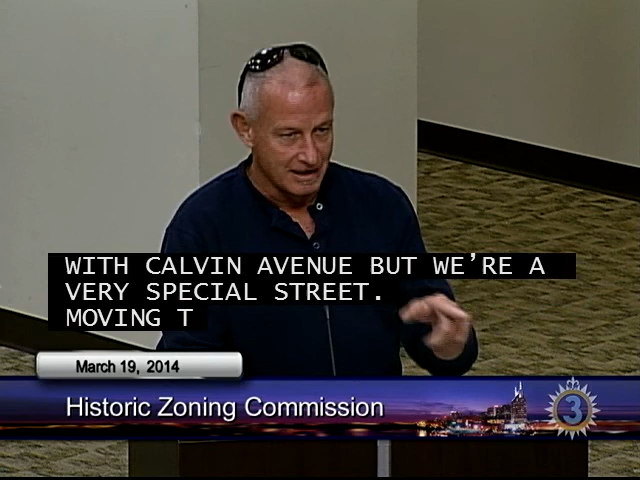 WITH CALVIN AVENUE BUT WE'RE A
VERY SPECIAL STREET.
MOVING T
March 19, 2014
Historic Zoning Commission
3